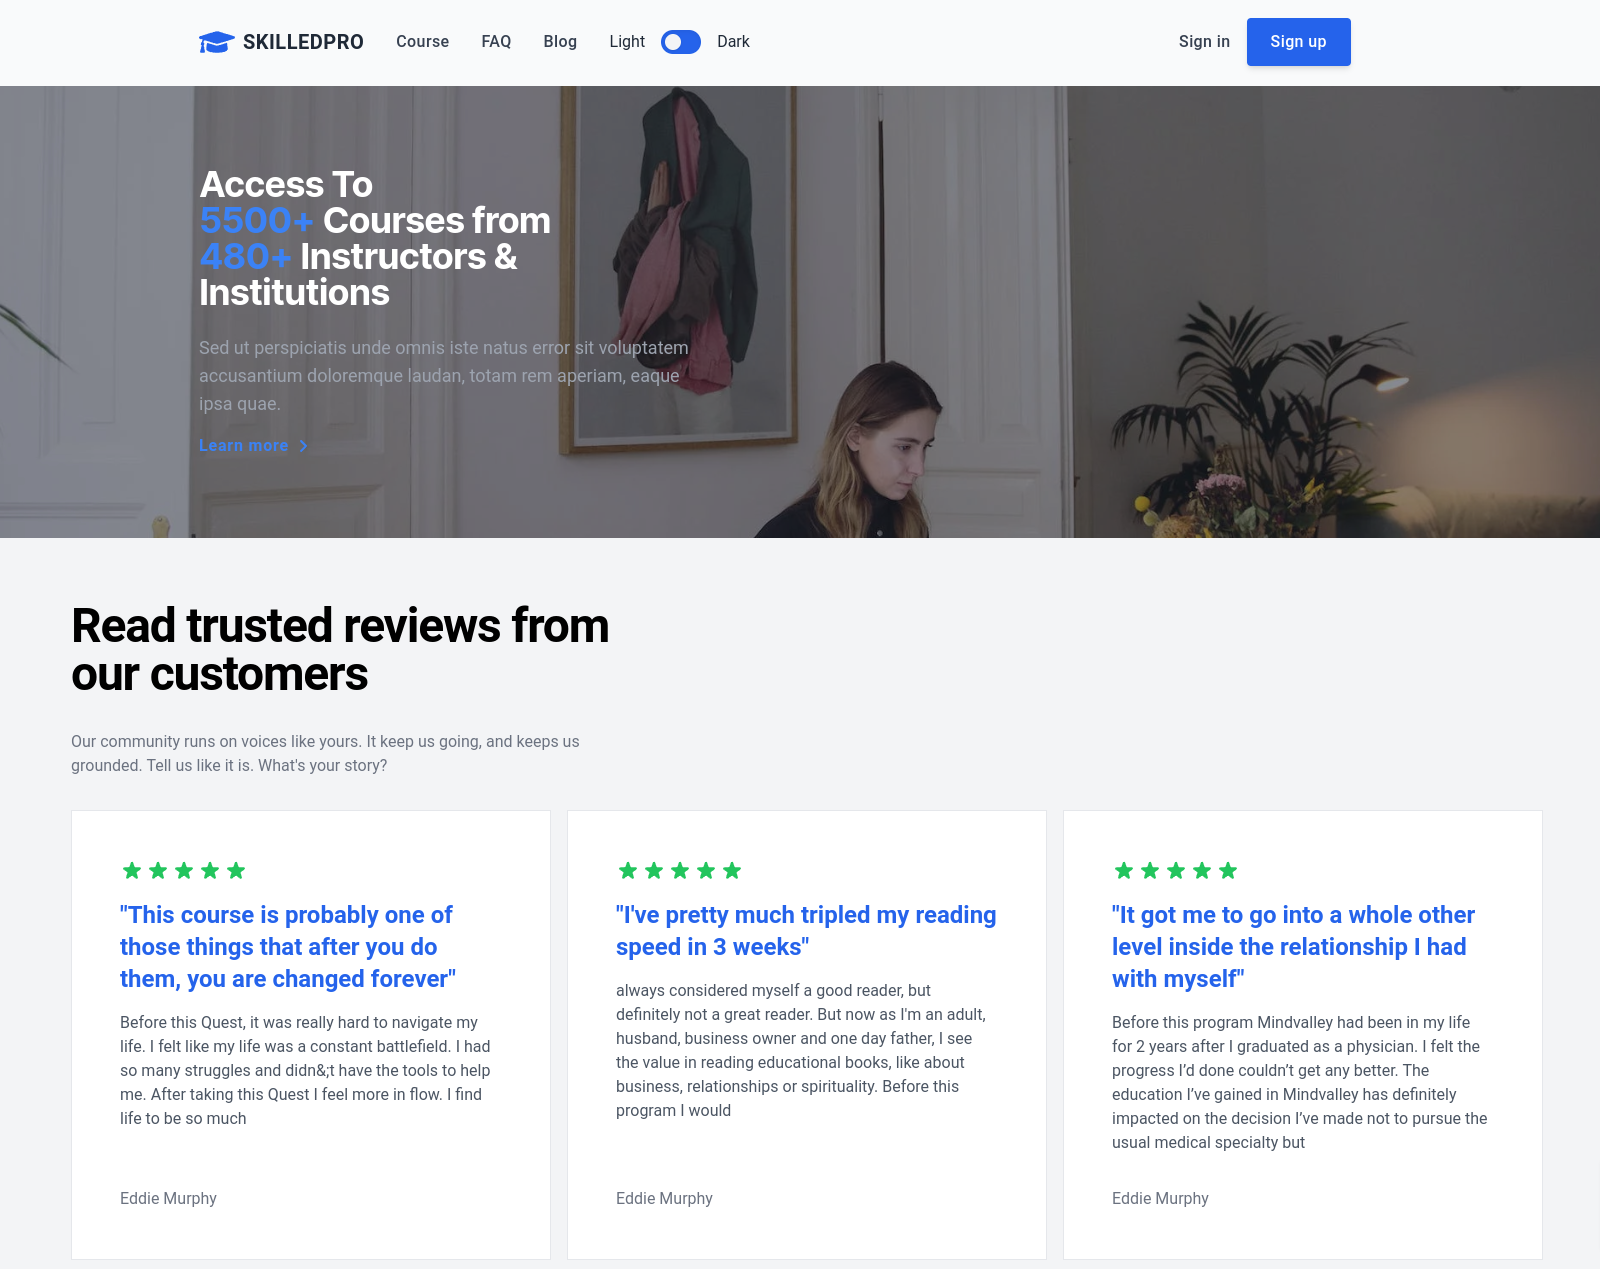 SKILLEDPRO Course FAQ Blog Light Dark Sign in Sign up
Access To
5500+ Courses from
480+ Instructors &
Institutions
Sed ut perspiciatis unde omnis iste natus error sit voluptatem
accusantium doloremque laudan, totam rem aperiam, eaque
ipsa quae.
Learn more
Read trusted reviews from
our customers
Our community runs on voices like yours. It keep us going, and keeps us
grounded. Tell us like it is. What's your story?
"This course is probably one of
those things that after you do
them, you are changed forever"
Before this Quest, it was really hard to navigate my
life. I felt like my life was a constant battlefield. I had
so many struggles and didn&;t have the tools to help
me. After taking this Quest I feel more in flow. I find
life to be so much
Eddie Murphy
"I've pretty much tripled my reading
speed in 3 weeks"
always considered myself a good reader, but
definitely not a great reader. But now as I'm an adult,
husband, business owner and one day father, I see
the value in reading educational books, like about
business, relationships or spirituality. Before this
program I would
Eddie Murphy
"It got me to go into a whole other
level inside the relationship I had
with myself"
Before this program Mindvalley had been in my life
for 2 years after I graduated as a physician. I felt the
progress I’d done couldn’t get any better. The
education I’ve gained in Mindvalley has definitely
impacted on the decision I’ve made not to pursue the
usual medical specialty but
Eddie Murphy